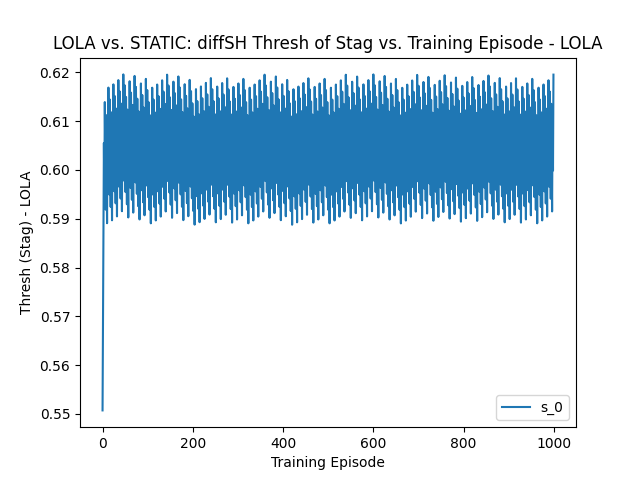 LOLA vs. STATIC: diffSH Thresh of Stag vs. Training Episode - LOLA
0.62
0.61
0.60
0.59
0.58
0.57
0.56
0.55
Thresh (Stag) - LOLA
s_0
0 200 400 600 800 1000
Training Episode